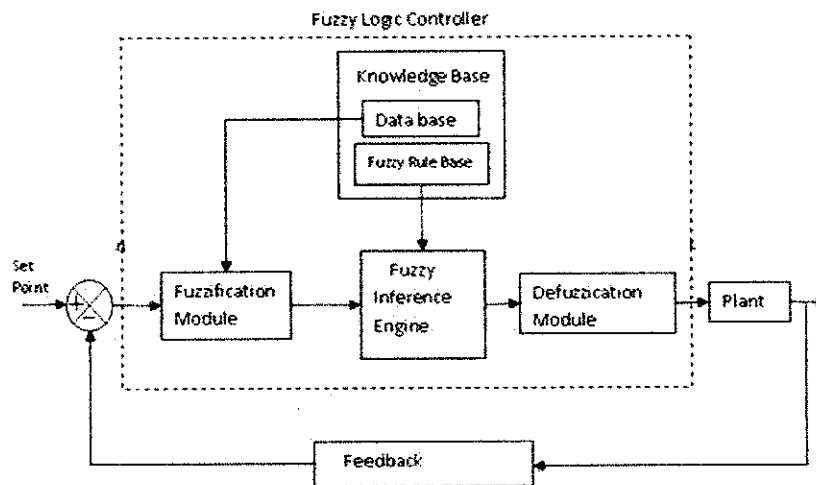 Fuzzy Logic Controller
Knowledge Base
Data base
Fuzzy Rule Base
Set
Point
+
−
Fuzzification
Module
Fuzzy
Inference
Engine
Defuzzication
Module
Plant
Feedback